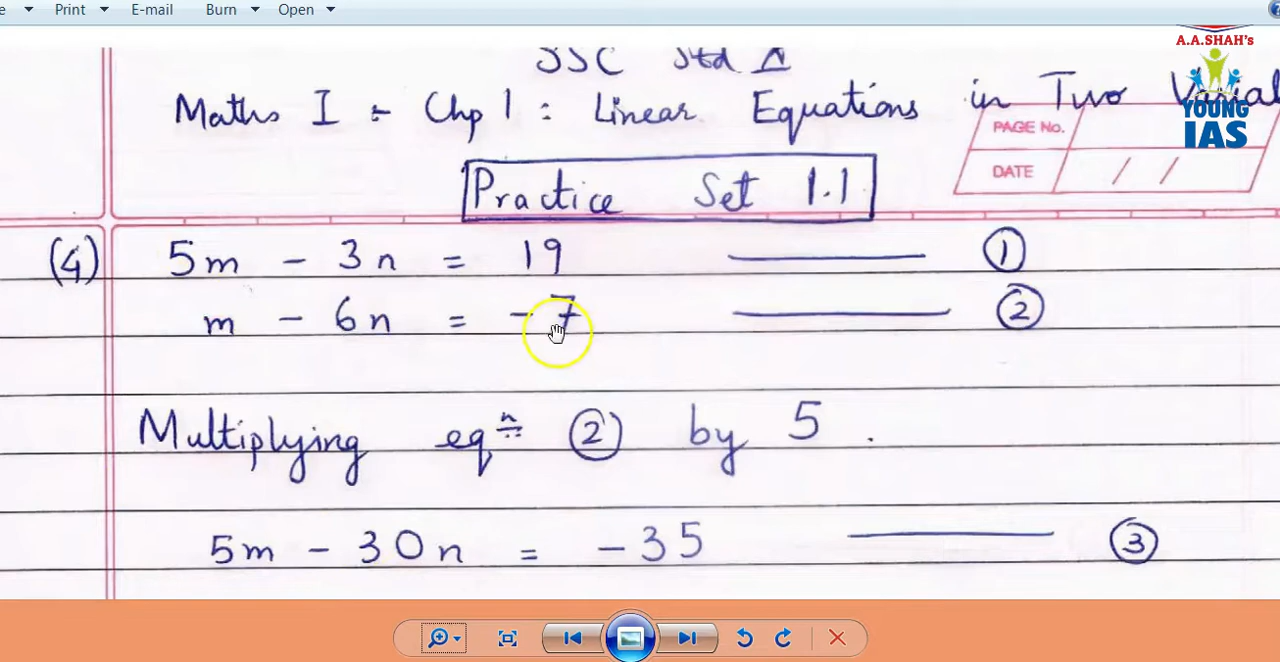 Print E-mail Burn Open
A.A.SHAH's
YOUNG
IAS
SSC Std
Maths I :- Chp 1 : Linear Equations in Two
PAGE No.
DATE / /
Practice Set 1.1
(4) 5m - 3n = 19 ——— ①
m - 6n = -7 ——— ②
Multiplying eqⁿ ② by 5 .
5m - 30n = -35 ——— ③